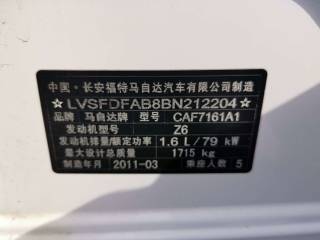 中国·长安福特马自达汽车有限公司制造
☆LVSFDFAB8BN212204☆
品牌 马自达牌 型号 CAF7161A1
发动机型号 Z6
发动机排量/额定功率 1.6 L/79 kW
最大设计总质量 1715 kg
制造年月 2011-03 乘座人数 5